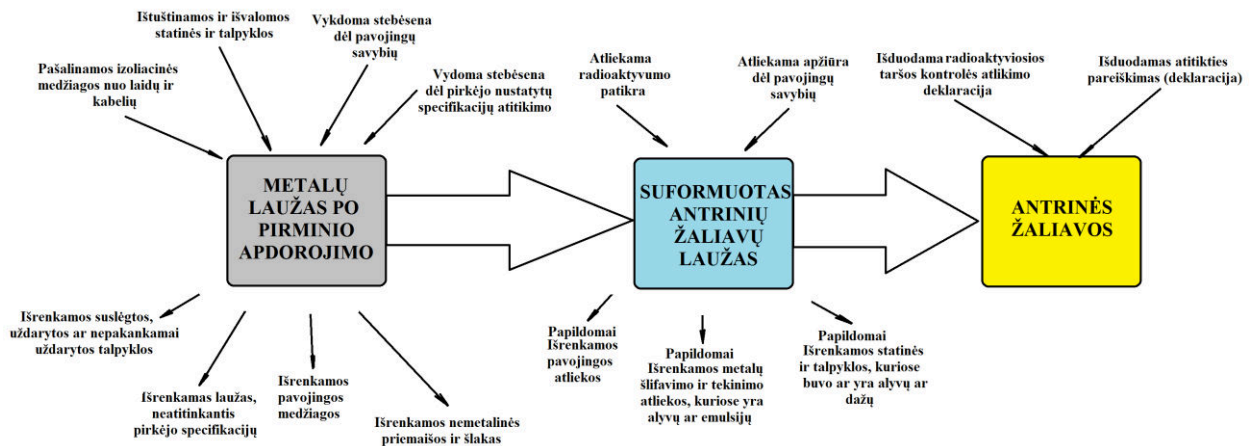 Ištuštinamos ir išvalomos
statinės ir talpyklos
Vykdoma stebėsena
dėl pavojingų
savybių
Pašalinamos izoliacinės
medžiagos nuo laidų ir
kabelių
Vydoma stebėsena
dėl pirkėjo nustatytų
specifikacijų atitikimo
Atliekama
radioaktyvumo
patikra
Atliekama apžiūra
dėl pavojingų
savybių
Išduodama radioaktyviosios
taršos kontrolės atlikimo
deklaracija
Išduodamas atitikties
pareiškimas (deklaracija)
METALŲ
LAUŽAS PO
PIRMINIO
APDOROJIMO
SUFORMUOTAS
ANTRINIŲ
ŽALIAVŲ
LAUŽAS
ANTRINĖS
ŽALIAVOS
Išrenkamos suslėgtos,
uždarytos ar nepakankamai
uždarytos talpyklos
Išrenkamas laužas,
neatitinkantis
pirkėjo specifikacijų
Išrenkamos
pavojingos
medžiagos
Išrenkamos nemetalinės
priemaišos ir šlakas
Papildomai
Išrenkamos
pavojingos
atliekos
Papildomai
Išrenkamos metalų
šlifavimo ir tekinimo
atliekos, kuriose yra
alyvų ar emulsijų
Papildomai
Išrenkamos statinės
ir talpyklos, kuriose
buvo ar yra alyvų ar
dažų